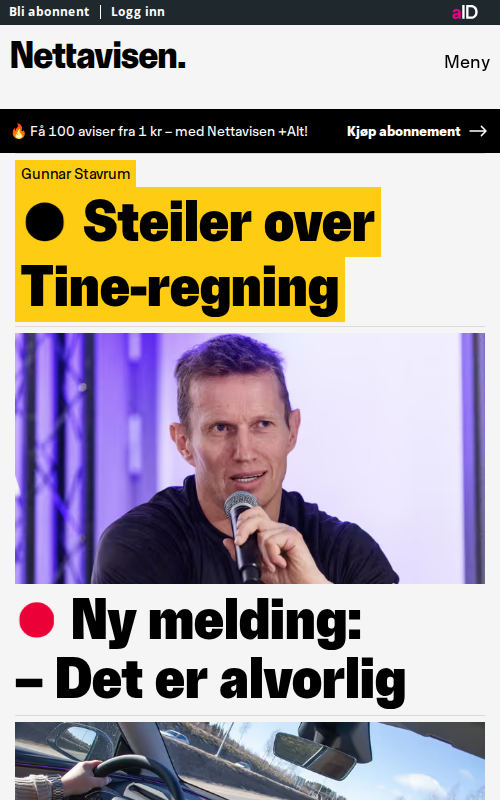 Bli abonnent | Logg inn
aID
Nettavisen.
Meny
🔥 Få 100 aviser fra 1 kr – med Nettavisen +Alt!
Kjøp abonnement →
Gunnar Stavrum
● Steiler over
Tine-regning
Ny melding:
– Det er alvorlig